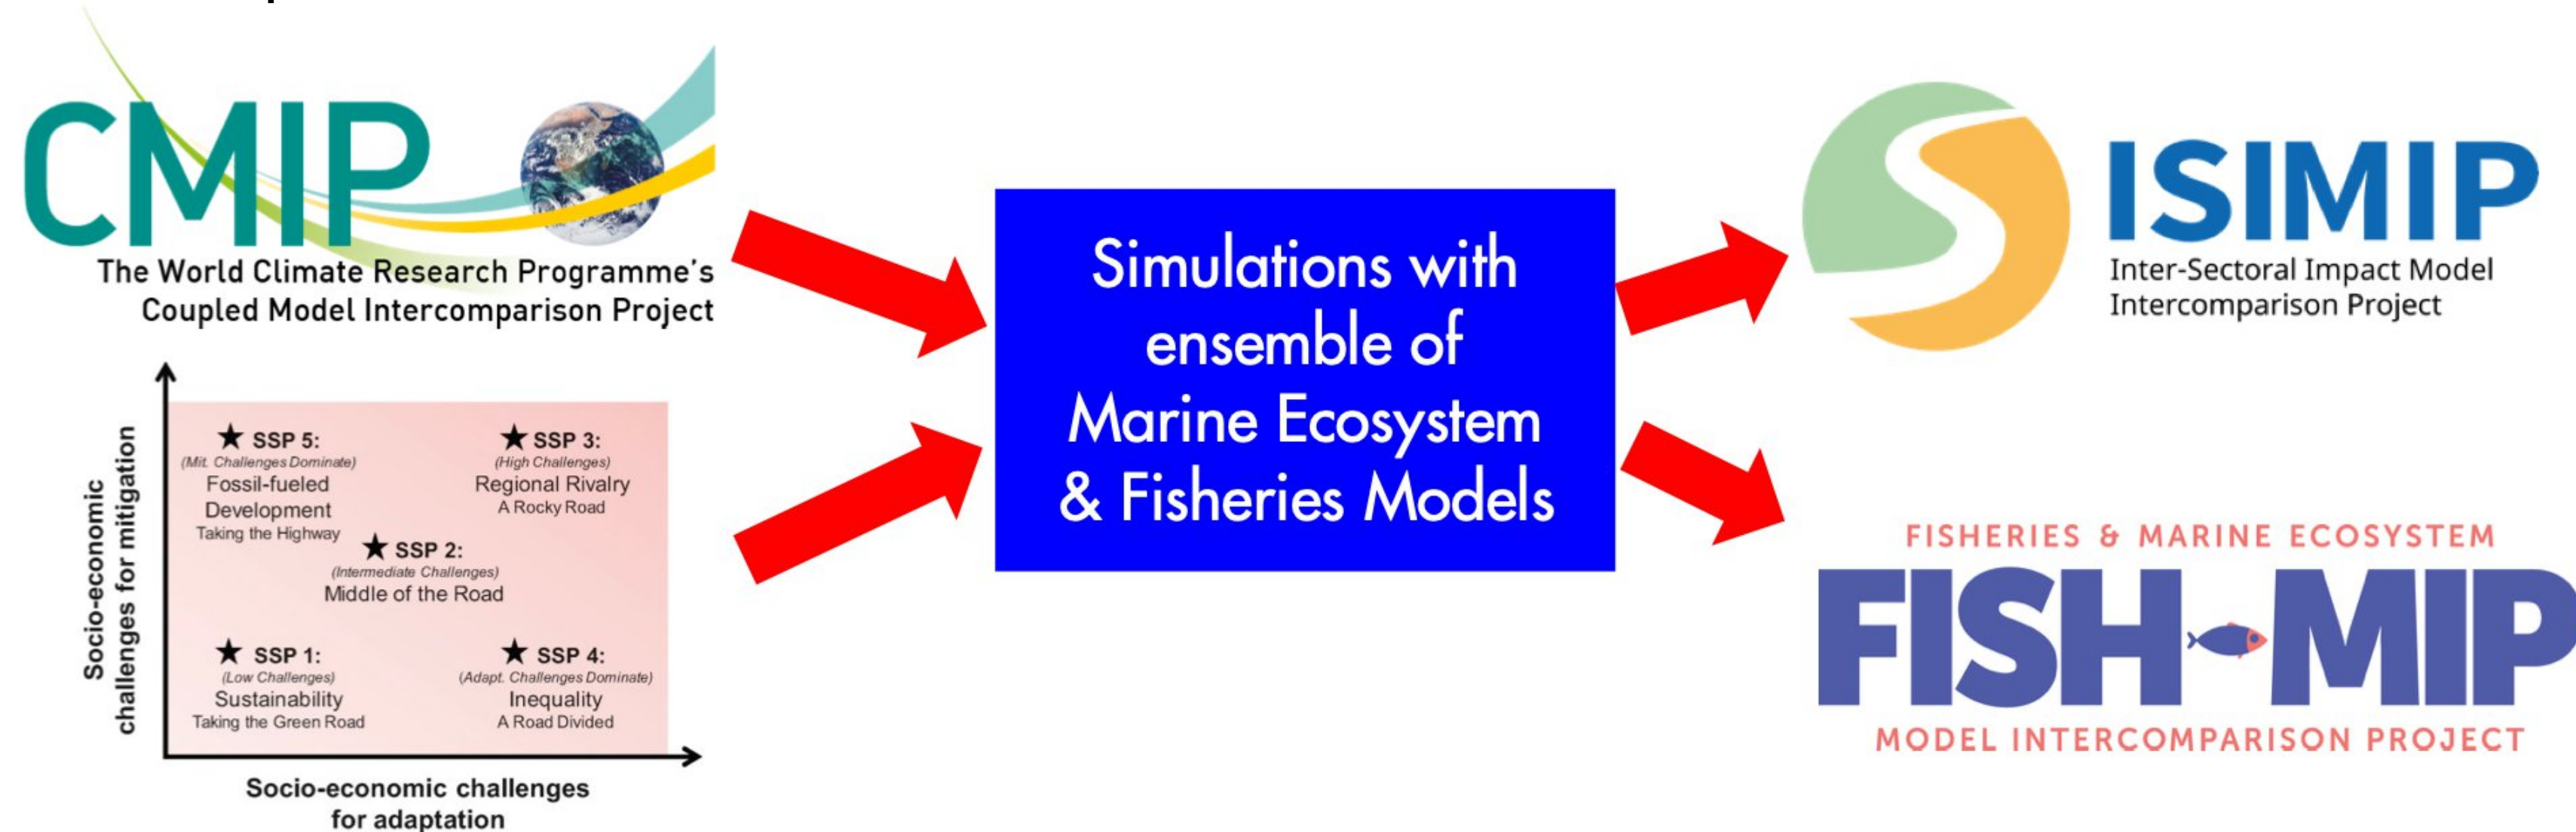 CMIP
The World Climate Research Programme's
Coupled Model Intercomparison Project
Socio-economic
challenges for mitigation
★ SSP 5:
(Mit. Challenges Dominate)
Fossil-fueled
Development
Taking the Highway
★ SSP 3:
(High Challenges)
Regional Rivalry
A Rocky Road
★ SSP 2:
(Intermediate Challenges)
Middle of the Road
★ SSP 1:
(Low Challenges)
Sustainability
Taking the Green Road
★ SSP 4:
(Adapt. Challenges Dominate)
Inequality
A Road Divided
Socio-economic challenges
for adaptation
Simulations with
ensemble of
Marine Ecosystem
& Fisheries Models
ISIMIP
Inter-Sectoral Impact Model
Intercomparison Project
FISHERIES & MARINE ECOSYSTEM
FISH-MIP
MODEL INTERCOMPARISON PROJECT